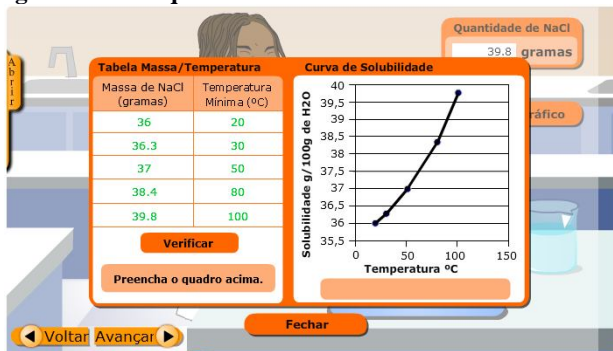 Quantidade de NaCl
39.8 gramas
Abrir
Tabela Massa/Temperatura
Massa de NaCl (gramas)
Temperatura Mínima (ºC)
36 20
36.3 30
37 50
38.4 80
39.8 100
Verificar
Preencha o quadro acima.
Curva de Solubilidade
Solubilidade g/100g de H2O
40
39,5
39
38,5
38
37,5
37
36,5
36
35,5
0 50 100 150
Temperatura ºC
ráfico
Fechar
Voltar Avançar